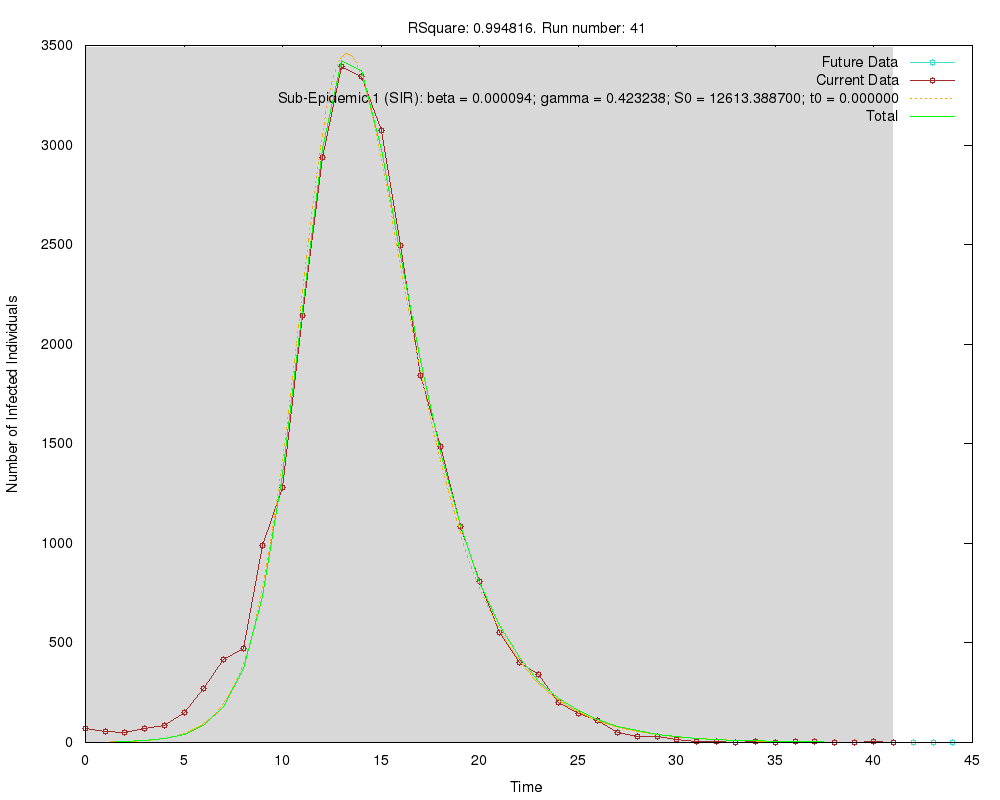 RSquare: 0.994816. Run number: 41
3500
3000
2500
2000
1500
1000
500
0
Number of Infected Individuals
Future Data
Current Data
Sub-Epidemic 1 (SIR): beta = 0.000094; gamma = 0.423238; S0 = 12613.388700; t0 = 0.000000
Total
0 5 10 15 20 25 30 35 40 45
Time